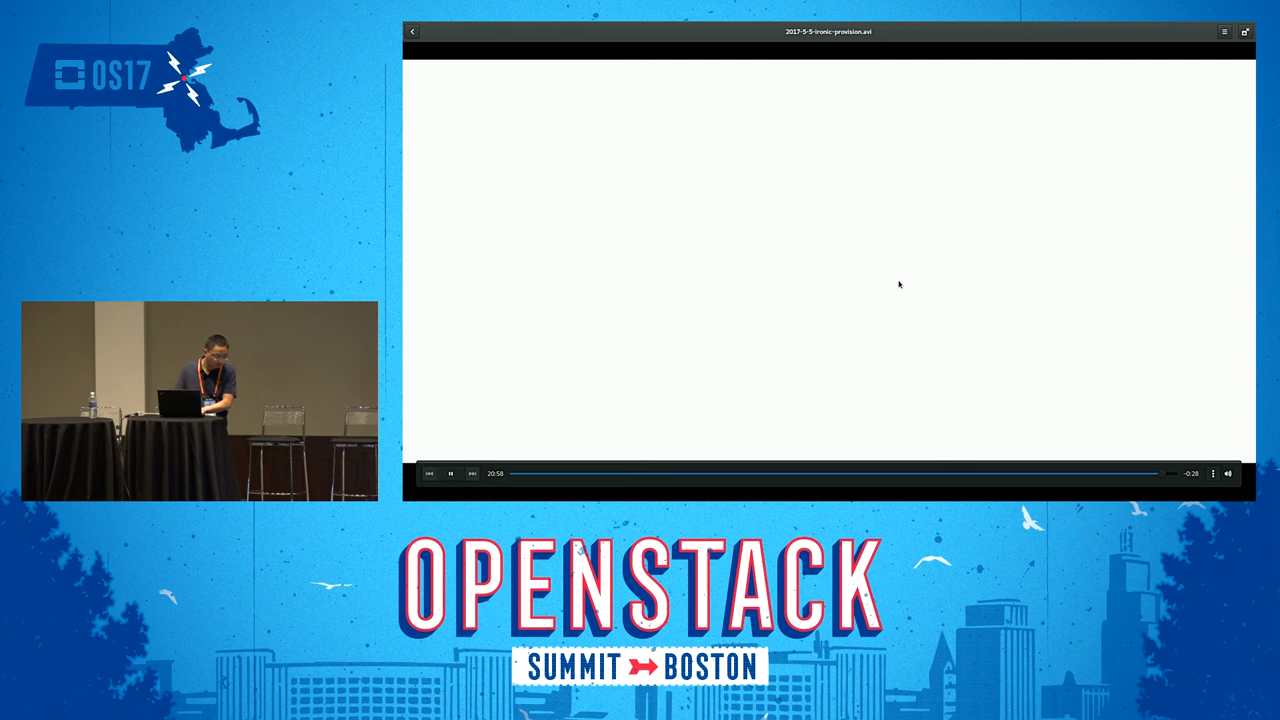 OS17
2017-5-5-ironic-provision.avi
20:58
-0:28
OPENSTACK
SUMMIT BOSTON